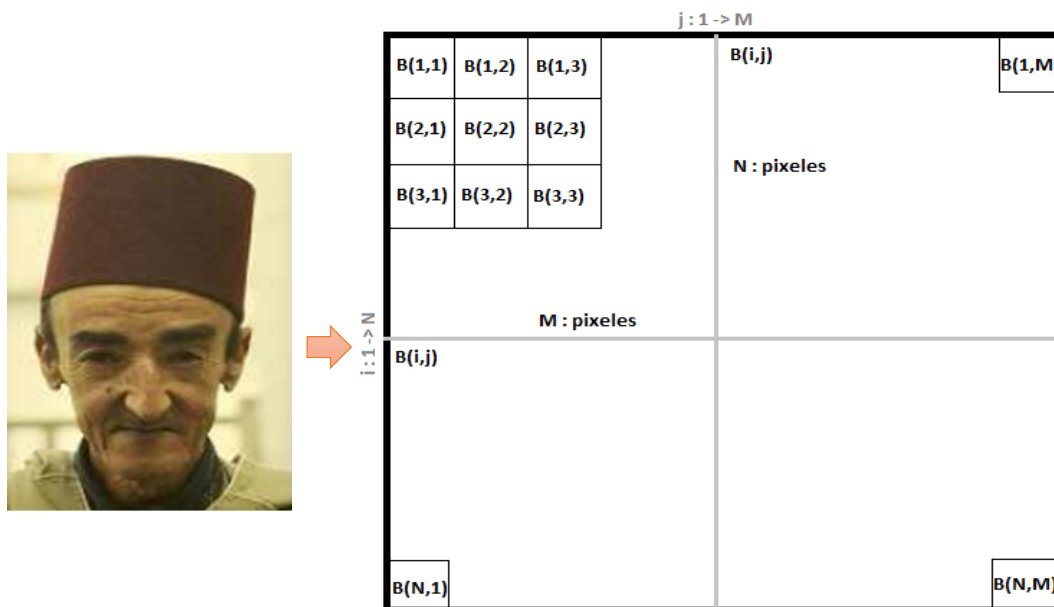 j : 1 -> M
B(1,1) B(1,2) B(1,3) B(i,j) B(1,M
B(2,1) B(2,2) B(2,3)
N : pixeles
B(3,1) B(3,2) B(3,3)
M : pixeles
i : 1 -> N
B(i,j)
B(N,1) B(N,M)